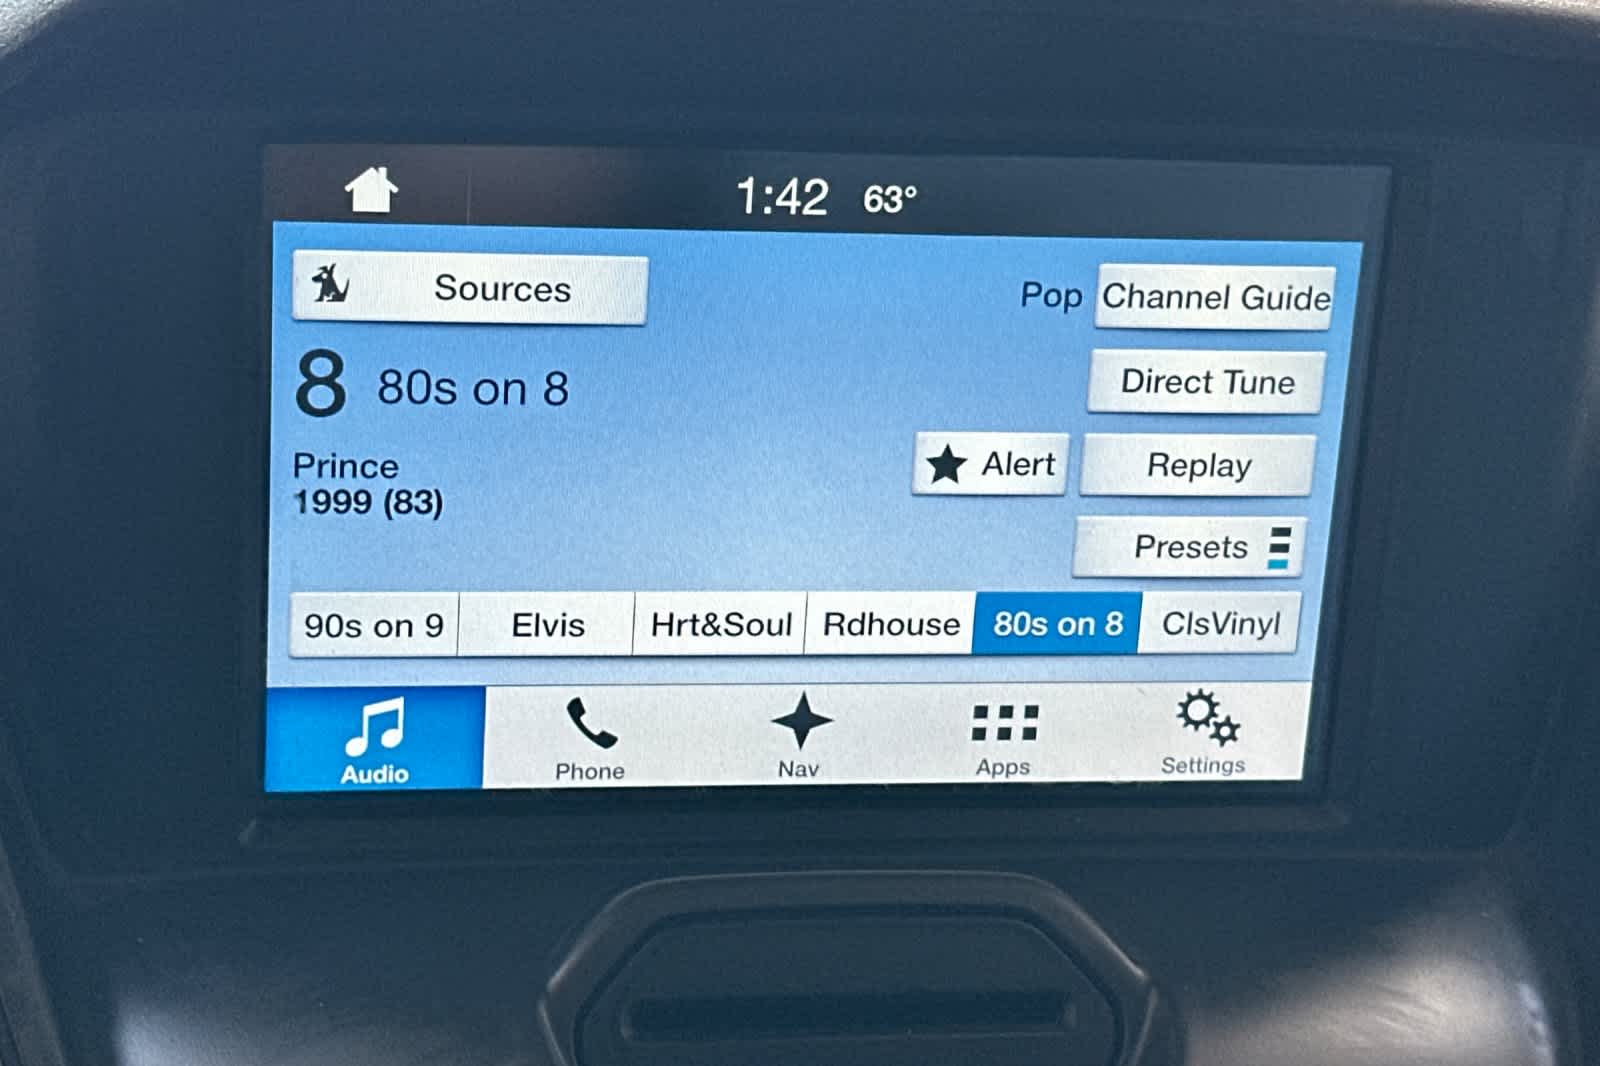 1:42 63°
Sources
Pop Channel Guide
8 80s on 8
Direct Tune
Prince
1999 (83)
Alert
Replay
Presets
90s on 9 Elvis Hrt&Soul Rdhouse 80s on 8 ClsVinyl
Audio Phone Nav Apps Settings